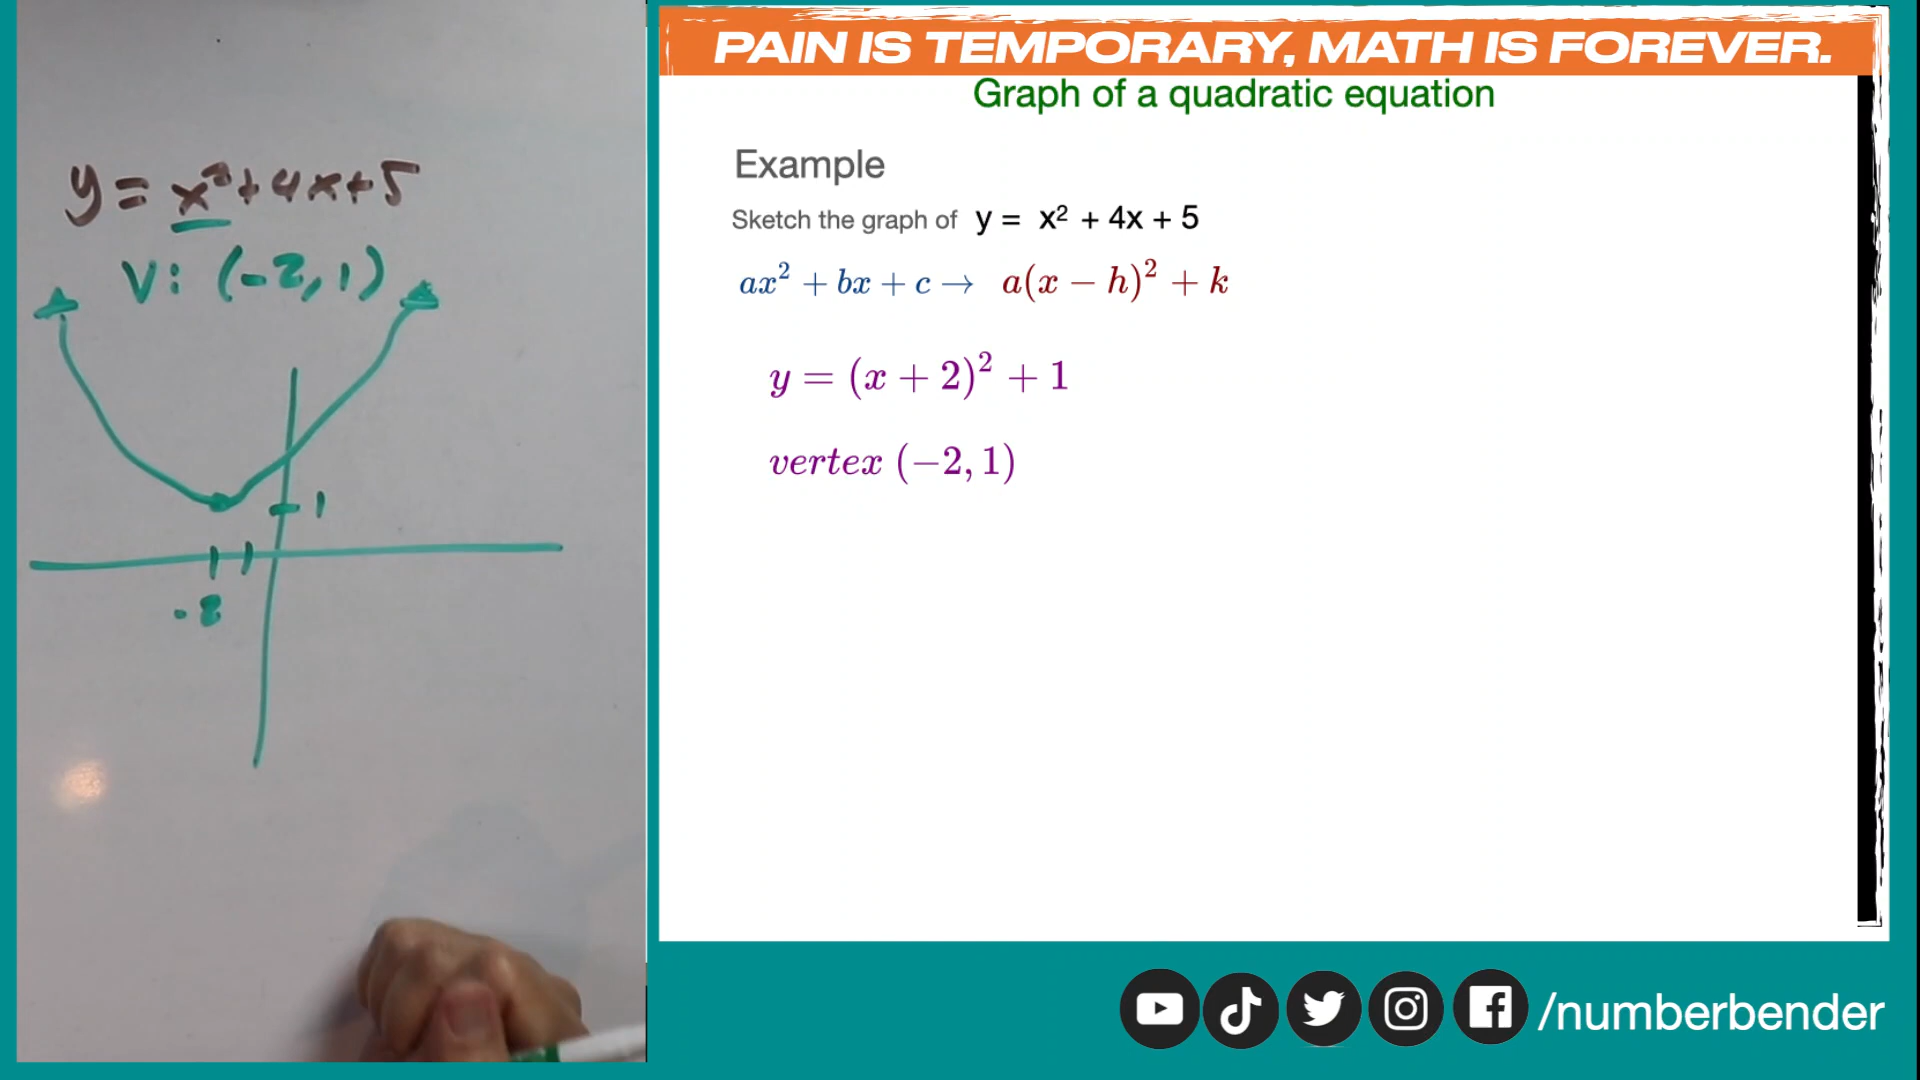 y = x² + 4x + 5
V: (-2, 1)
1
-2
PAIN IS TEMPORARY, MATH IS FOREVER.
Graph of a quadratic equation
Example
Sketch the graph of y = x² + 4x + 5
ax² + bx + c → a(x − h)² + k
y = (x + 2)² + 1
vertex (−2, 1)
/numberbender